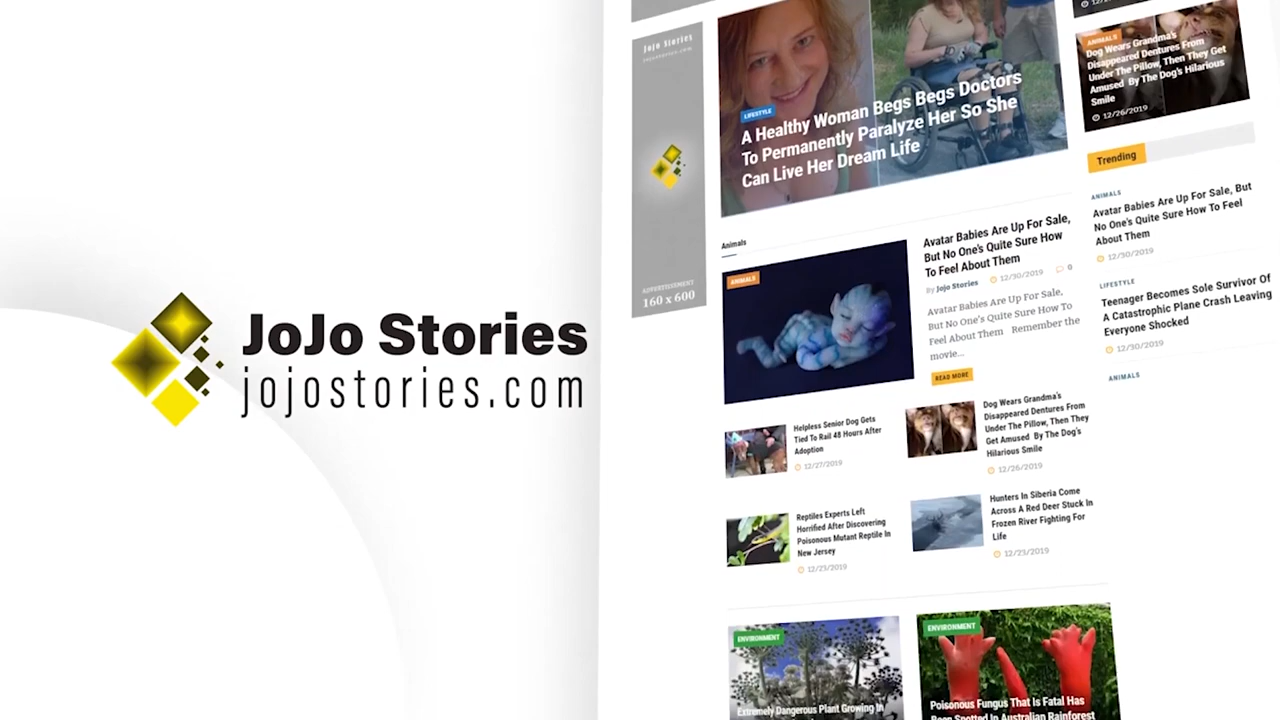 JoJo Stories
jojostories.com
JoJo Stories
jojostories.com
ADVERTISEMENT
160 x 600
LIFESTYLE
A Healthy Woman Begs Begs Doctors
To Permanently Paralyze Her So She
Can Live Her Dream Life
ANIMALS
Dog Wears Grandma's
Disappeared Dentures From
Under The Pillow, Then They Get
Amused By The Dog's Hilarious
Smile
12/26/2019
Trending
ANIMALS
Avatar Babies Are Up For Sale, But
No One's Quite Sure How To Feel
About Them
12/30/2019
LIFESTYLE
Teenager Becomes Sole Survivor Of
A Catastrophic Plane Crash Leaving
Everyone Shocked
12/30/2019
ANIMALS
Animals
ANIMALS
Avatar Babies Are Up For Sale,
But No One's Quite Sure How
To Feel About Them
By Jojo Stories 12/30/2019 0
Avatar Babies Are Up For Sale,
But No One's Quite Sure How To
Feel About Them Remember the
movie...
READ MORE
Helpless Senior Dog Gets
Tied To Rail 48 Hours After
Adoption
12/27/2019
Dog Wears Grandma's
Disappeared Dentures From
Under The Pillow, Then They
Get Amused By The Dog's
Hilarious Smile
12/26/2019
Reptiles Experts Left
Horrified After Discovering
Poisonous Mutant Reptile In
New Jersey
12/23/2019
Hunters In Siberia Come
Across A Red Deer Stuck In
Frozen River Fighting For
Life
12/23/2019
ENVIRONMENT
Extremely Dangerous Plant Growing In
ENVIRONMENT
Poisonous Fungus That Is Fatal Has
Been Spotted In Australian Rainforest